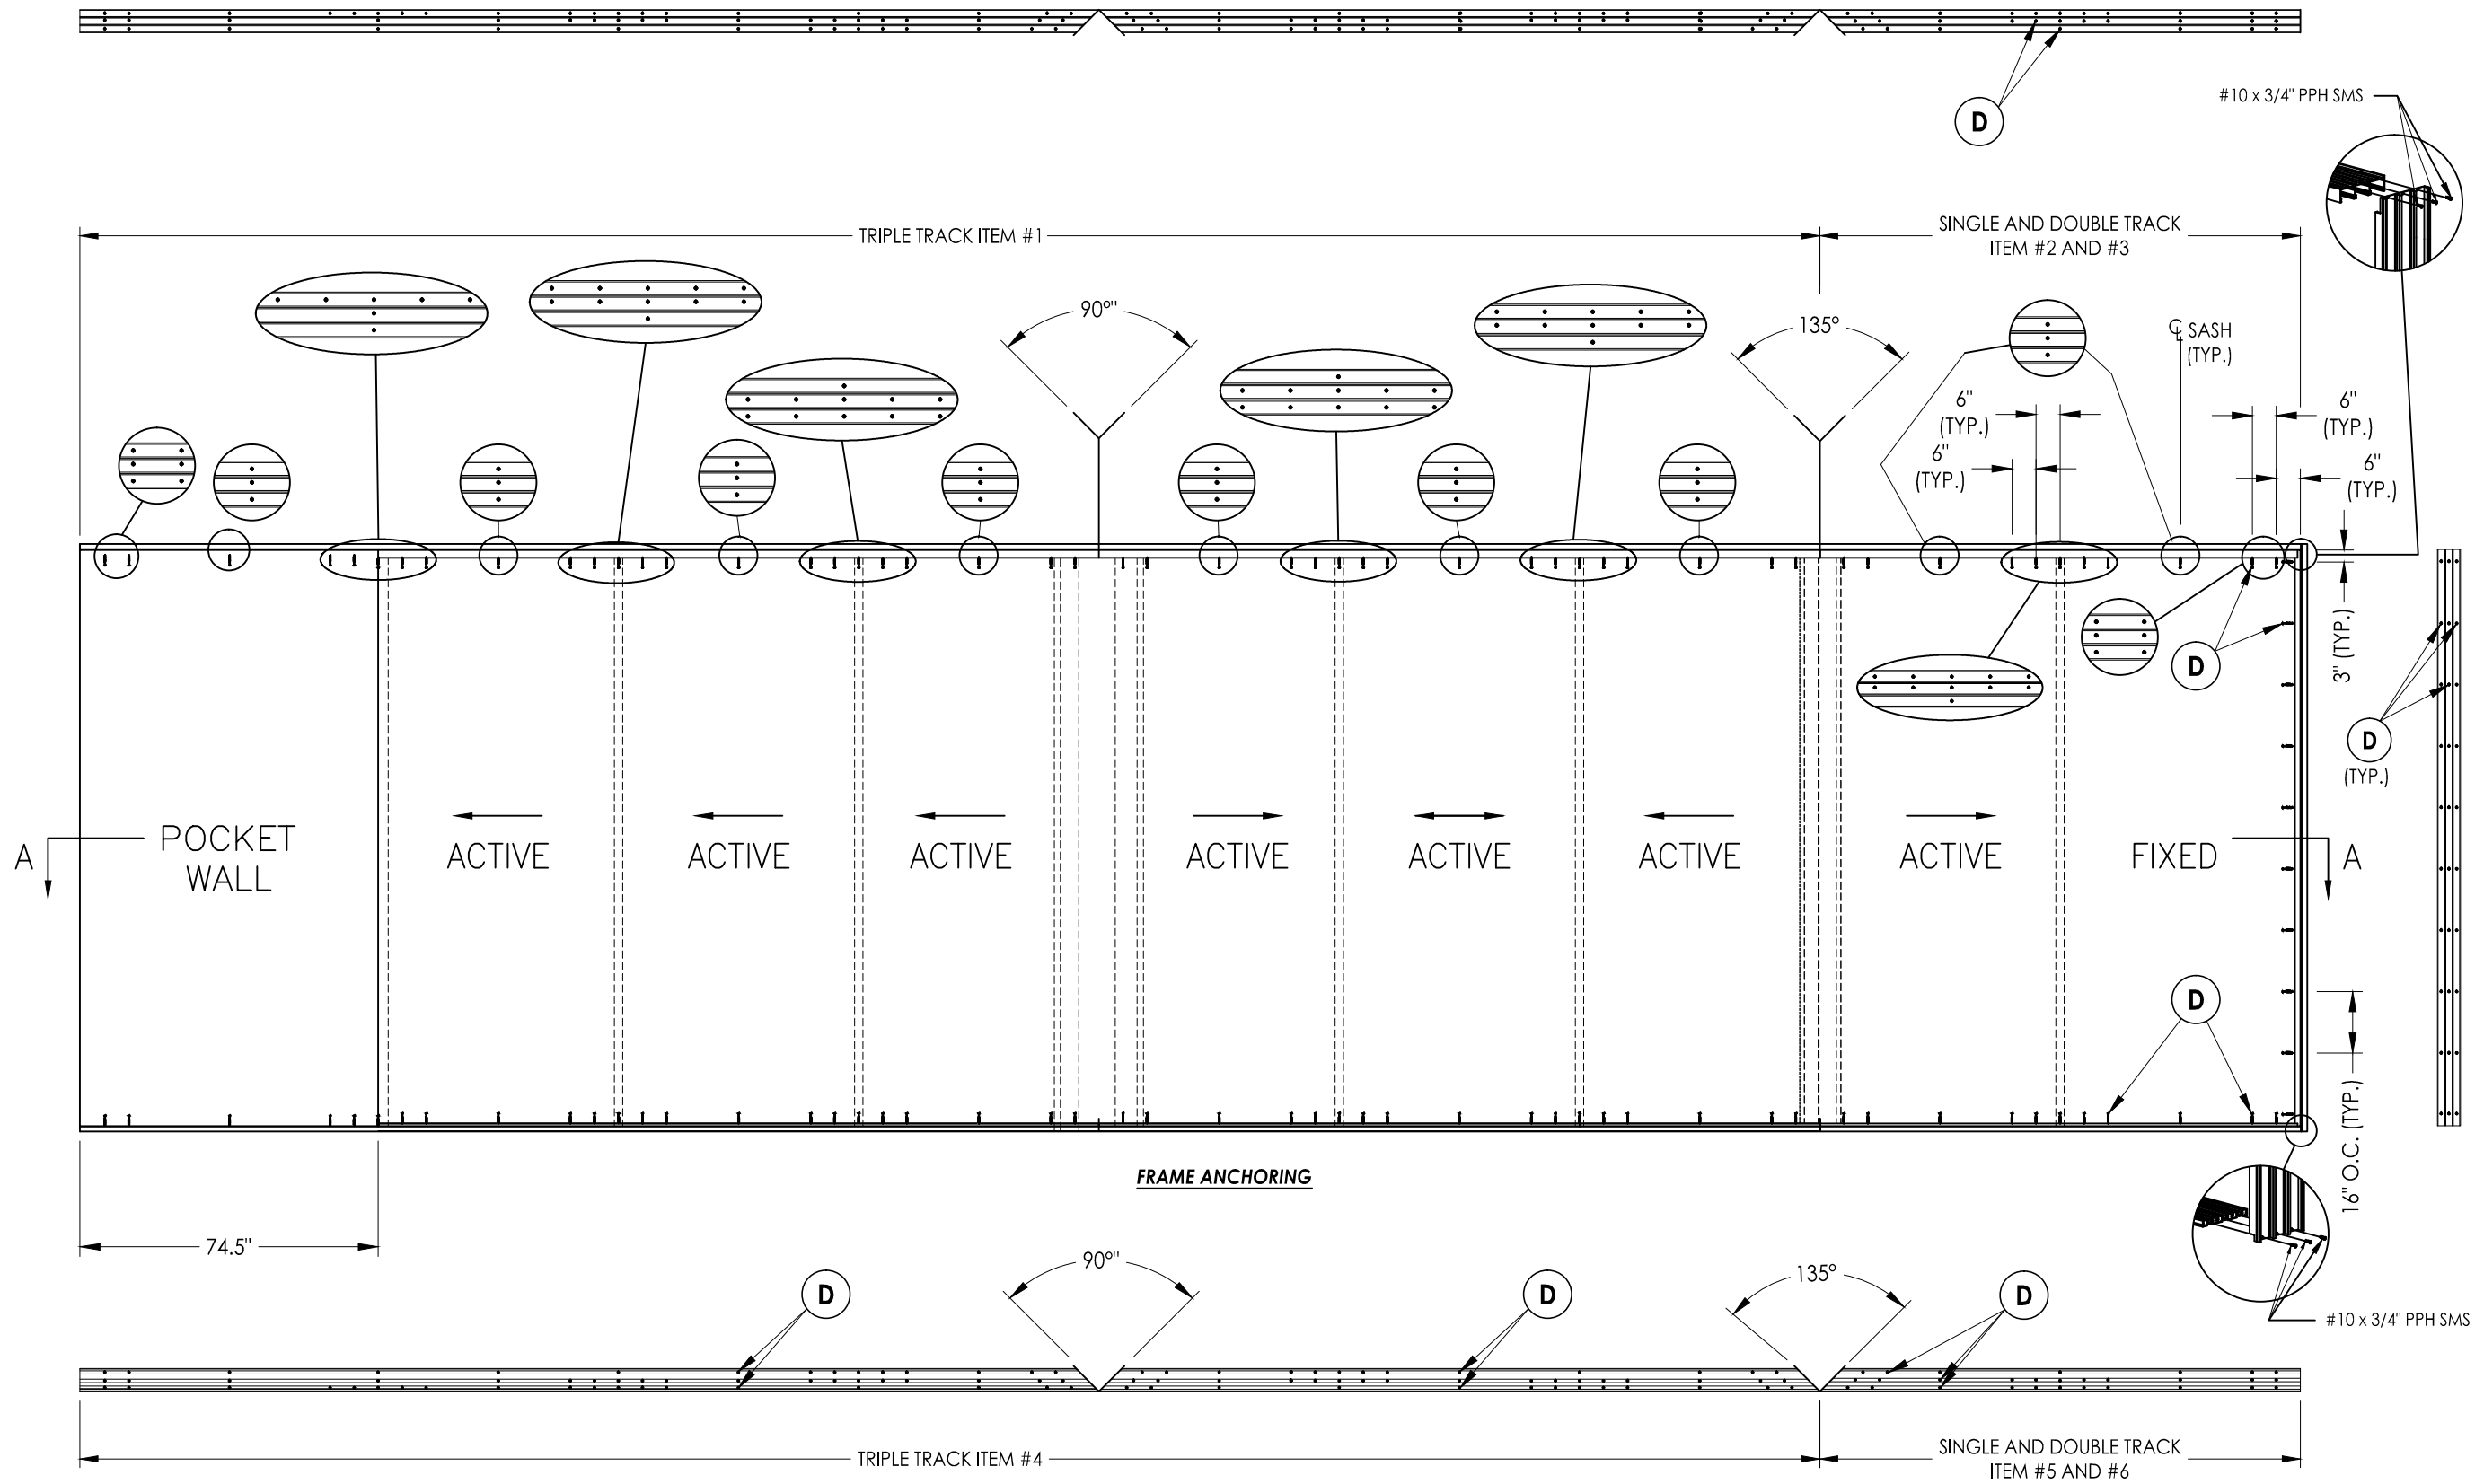 D
#10 x 3/4" PPH SMS
TRIPLE TRACK ITEM #1
SINGLE AND DOUBLE TRACK
ITEM #2 AND #3
90°"
135°
℄ SASH
(TYP.)
6"
(TYP.)
6"
(TYP.)
6"
(TYP.)
6"
(TYP.)
3" (TYP.)
D
D
(TYP.)
A
POCKET
WALL
ACTIVE
ACTIVE
ACTIVE
ACTIVE
ACTIVE
ACTIVE
ACTIVE
FIXED
A
D
16" O.C. (TYP.)
FRAME ANCHORING
74.5"
D
90°"
D
135°
D
#10 x 3/4" PPH SMS
TRIPLE TRACK ITEM #4
SINGLE AND DOUBLE TRACK
ITEM #5 AND #6